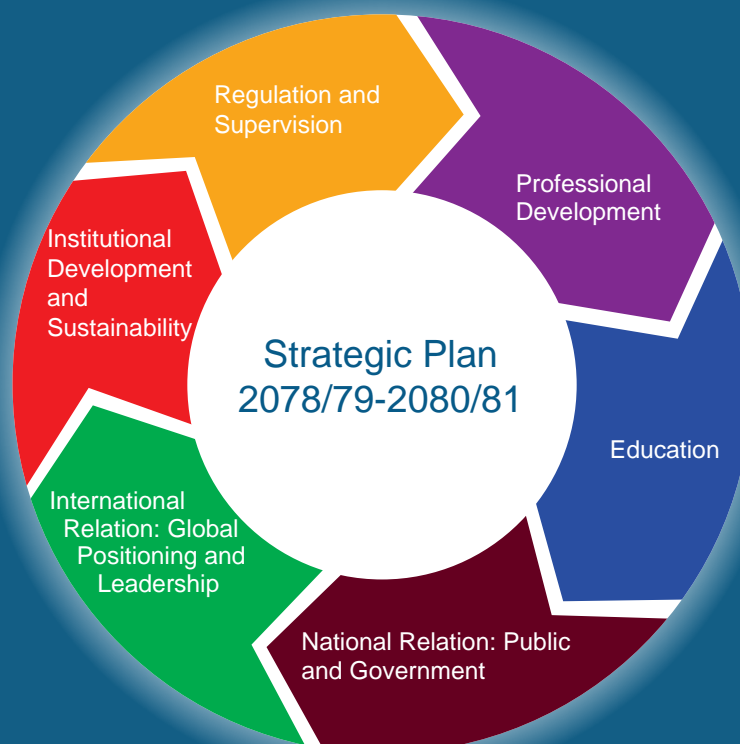 Regulation and
Supervision
Professional
Development
Education
National Relation: Public
and Government
International
Relation: Global
Positioning and
Leadership
Institutional
Development
and
Sustainability
Strategic Plan
2078/79-2080/81